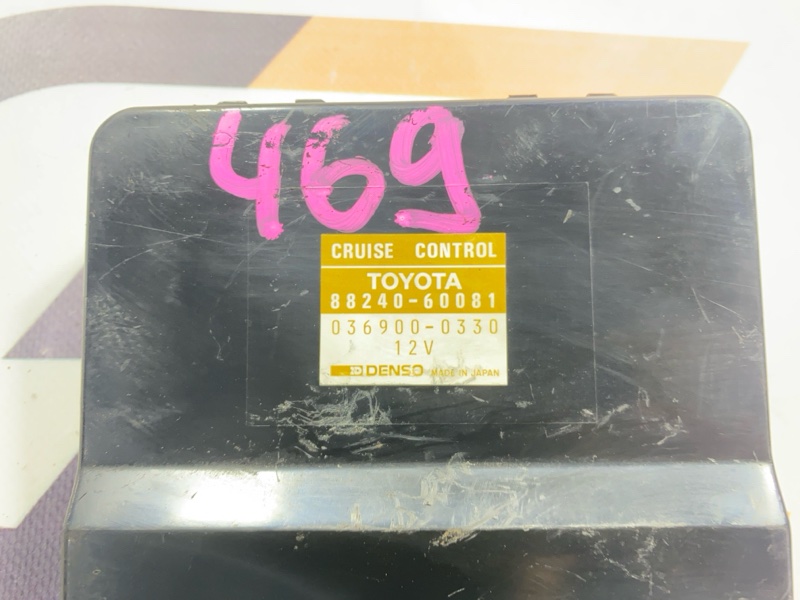 469
CRUISE CONTROL
TOYOTA
88240-60081
036900-0330
12V
DENSO MADE IN JAPAN